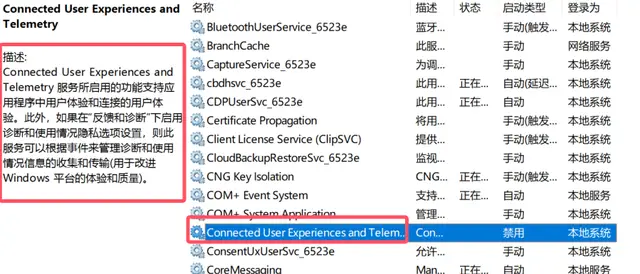 Connected User Experiences and
Telemetry
描述:
Connected User Experiences and
Telemetry 服务所启用的功能支持应
用程序中用户体验和连接的用户体
验。此外，如果在“反馈和诊断”下启用
诊断和使用情况隐私选项设置，则此
服务可以根据事件来管理诊断和使用
情况信息的收集和传输(用于改进
Windows 平台的体验和质量)。
名称 描述 状态 启动类型 登录为
BluetoothUserService_6523e 蓝牙... 手动(触发... 本地系统
BranchCache 此服... 手动 网络服务
CaptureService_6523e 为调... 手动 本地系统
cbdhsvc_6523e 此用... 正在... 自动(延迟... 本地系统
CDPUserSvc_6523e 此用... 正在... 自动 本地系统
Certificate Propagation 将用... 手动(触发... 本地系统
Client License Service (ClipSVC) 提供... 手动(触发... 本地系统
CloudBackupRestoreSvc_6523e 监视... 手动 本地系统
CNG Key Isolation CNG... 正在... 手动(触发... 本地系统
COM+ Event System 支持... 正在... 自动 本地服务
COM+ System Application 管理... 手动 本地系统
Connected User Experiences and Telem... Con... 禁用 本地系统
ConsentUxUserSvc_6523e 允许... 手动 本地系统
CoreMessaging Man... 正在... 自动 本地服务